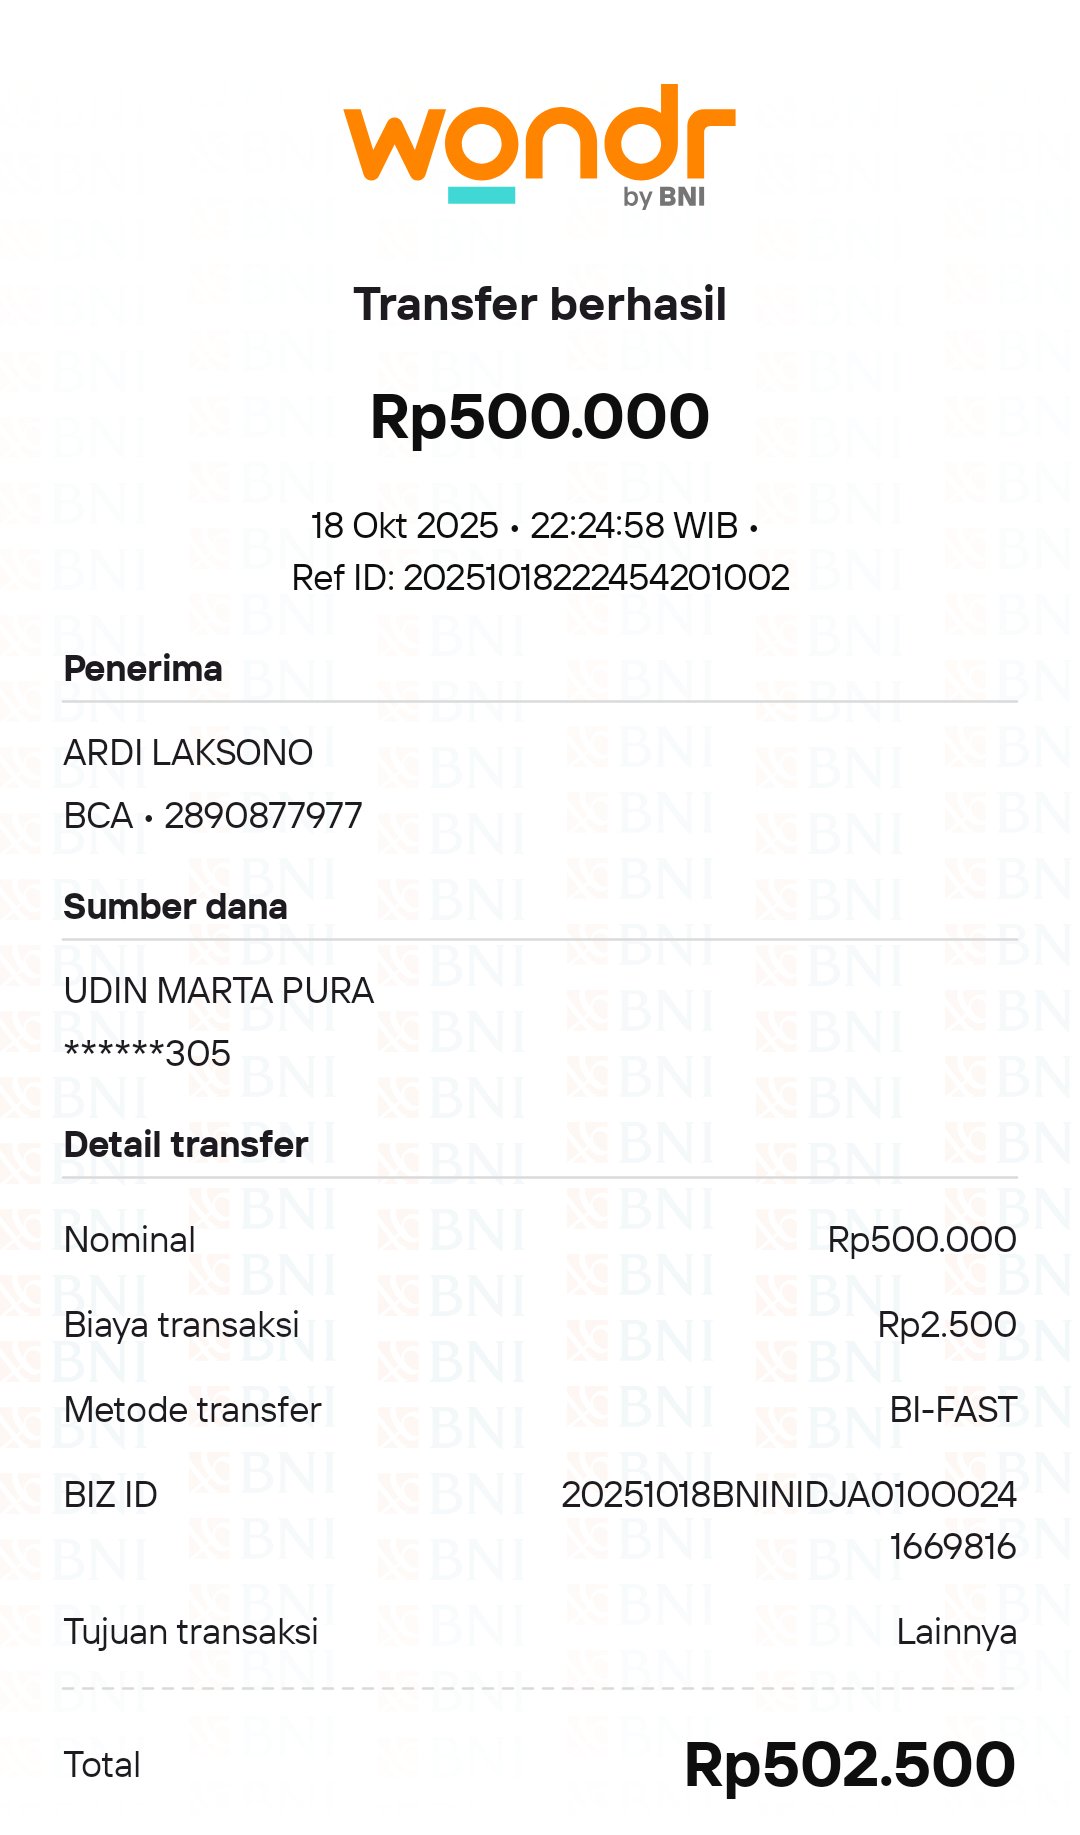 wondr
by BNI
Transfer berhasil
Rp500.000
18 Okt 2025 • 22:24:58 WIB •
Ref ID: 20251018222454201002
Penerima
ARDI LAKSONO
BCA • 2890877977
Sumber dana
UDIN MARTA PURA
******305
Detail transfer
Nominal Rp500.000
Biaya transaksi Rp2.500
Metode transfer BI-FAST
BIZ ID 20251018BNINIDJA010O024
1669816
Tujuan transaksi Lainnya
Total Rp502.500